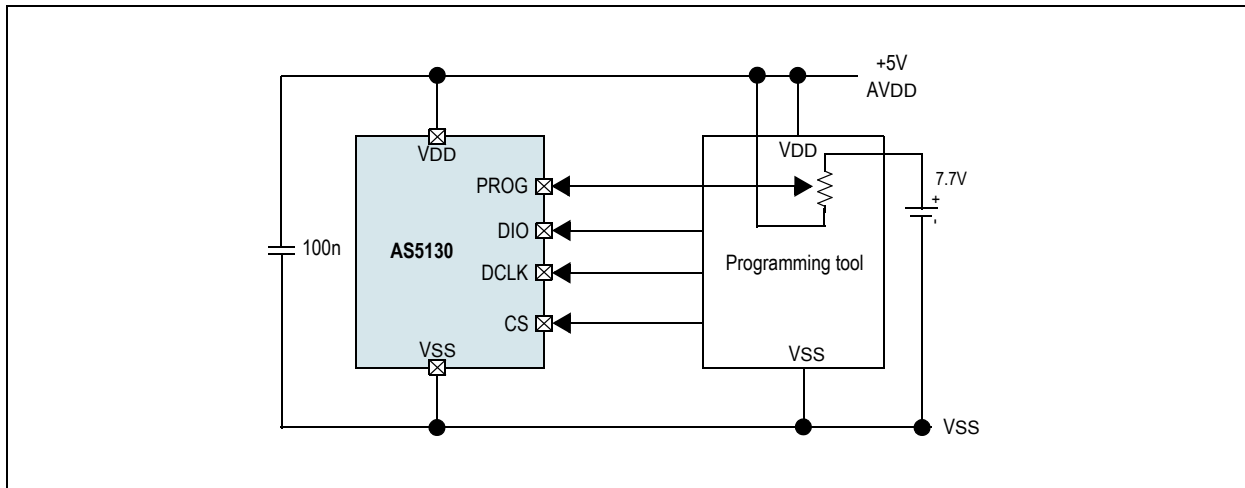 +5V
AVDD
VDD
VDD
PROG
7.7V
+
-
DIO
100n
AS5130
Programming tool
DCLK
CS
VSS
VSS
VSS